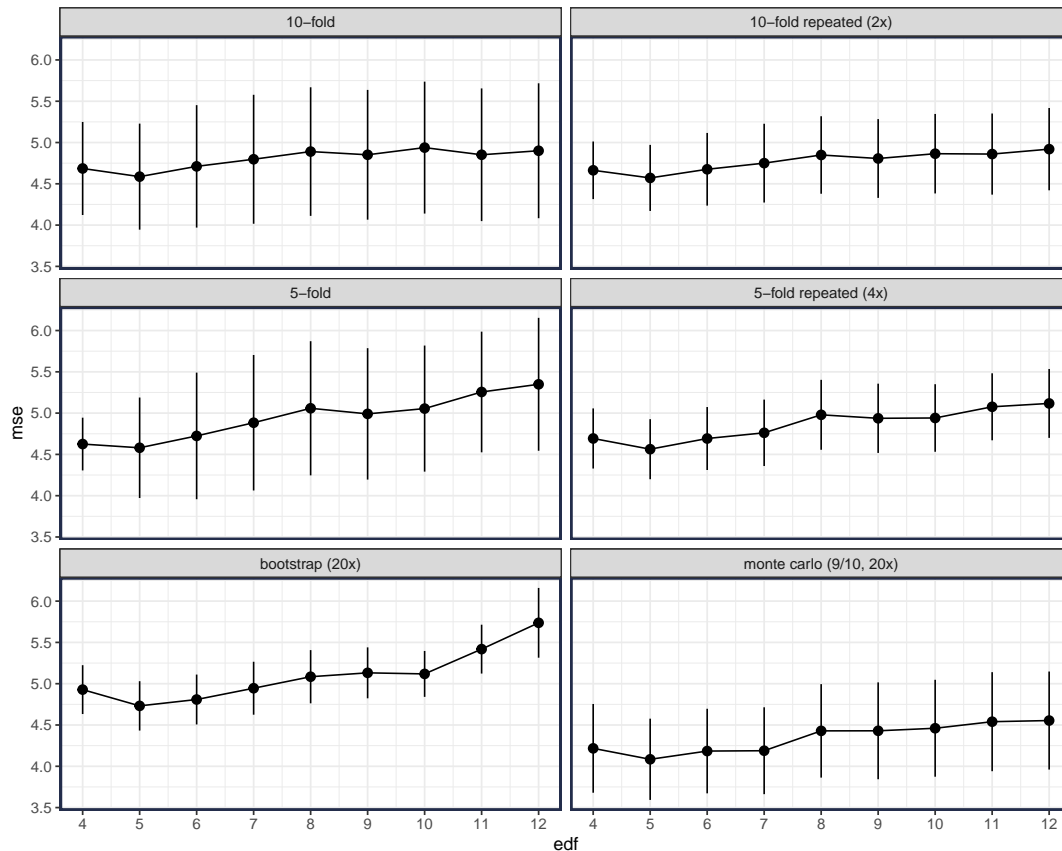 10−fold
10−fold repeated (2x)
6.0
5.5
5.0
4.5
4.0
3.5
5−fold
5−fold repeated (4x)
6.0
5.5
5.0
4.5
4.0
3.5
mse
bootstrap (20x)
monte carlo (9/10, 20x)
6.0
5.5
5.0
4.5
4.0
3.5
4 5 6 7 8 9 10 11 12
4 5 6 7 8 9 10 11 12
edf